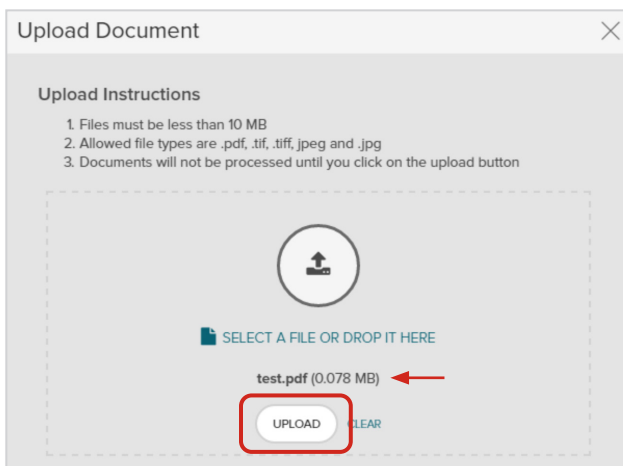 Upload Document
Upload Instructions
1. Files must be less than 10 MB
2. Allowed file types are .pdf, .tif, .tiff, jpeg and .jpg
3. Documents will not be processed until you click on the upload button
SELECT A FILE OR DROP IT HERE
test.pdf (0.078 MB)
UPLOAD CLEAR